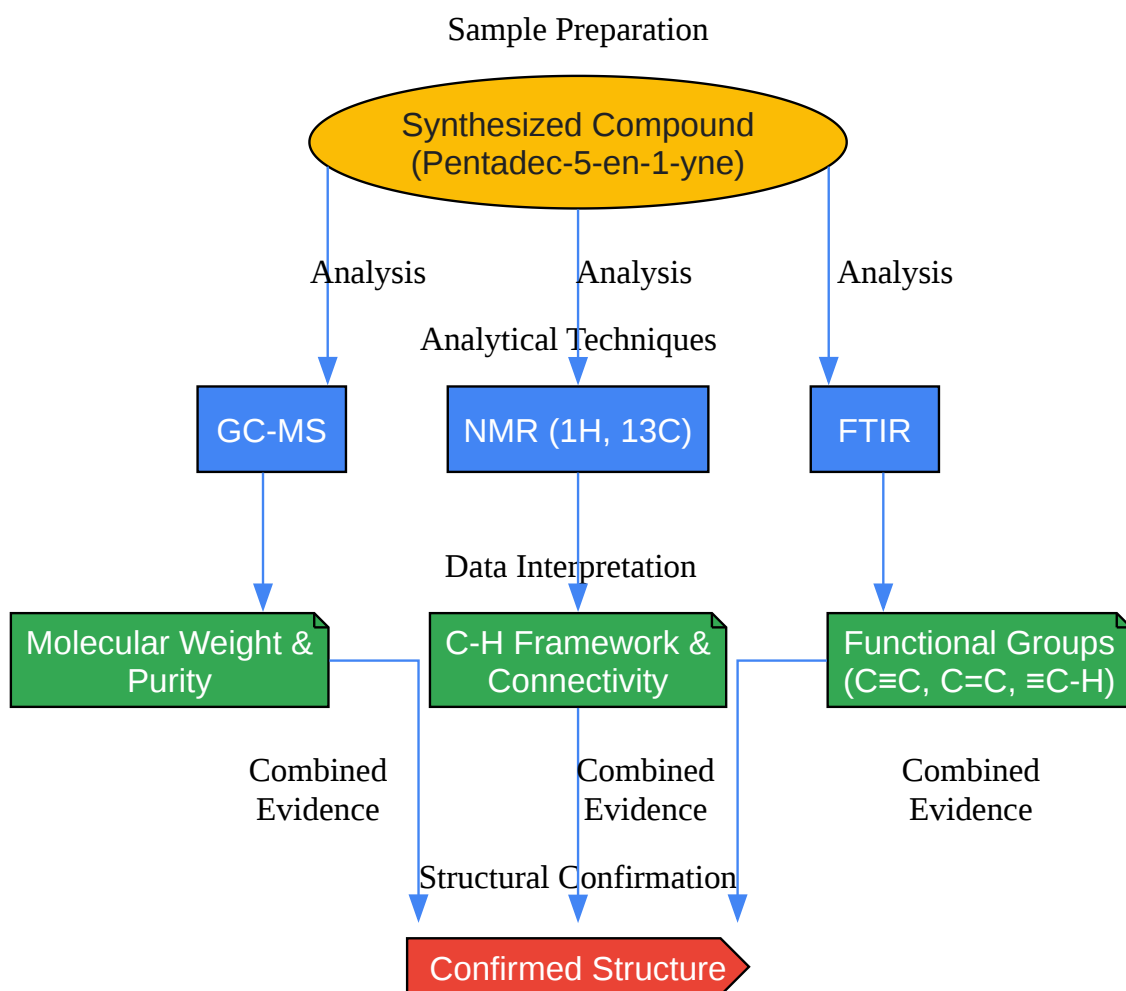 Sample Preparation
Synthesized Compound
(Pentadec-5-en-1-yne)
Analysis
Analysis
Analysis
Analytical Techniques
GC-MS
NMR (1H, 13C)
FTIR
Data Interpretation
Molecular Weight &
Purity
C-H Framework &
Connectivity
Functional Groups
(C≡C, C=C, ≡C-H)
Combined
Evidence
Combined
Evidence
Combined
Evidence
Structural Confirmation
Confirmed Structure